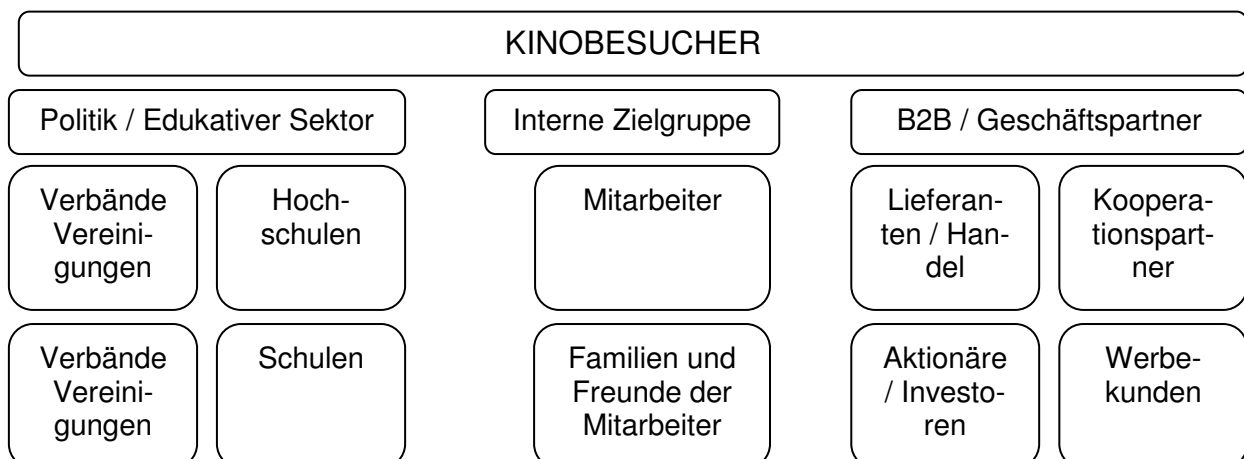 KINOBESUCHER
Politik / Edukativer Sektor
Interne Zielgruppe
B2B / Geschäftspartner
Verbände
Vereini-
gungen
Hoch-
schulen
Mitarbeiter
Lieferan-
ten / Han-
del
Koopera-
tionspart-
ner
Verbände
Vereini-
gungen
Schulen
Familien und
Freunde der
Mitarbeiter
Aktionäre
/ Investo-
ren
Werbe-
kunden